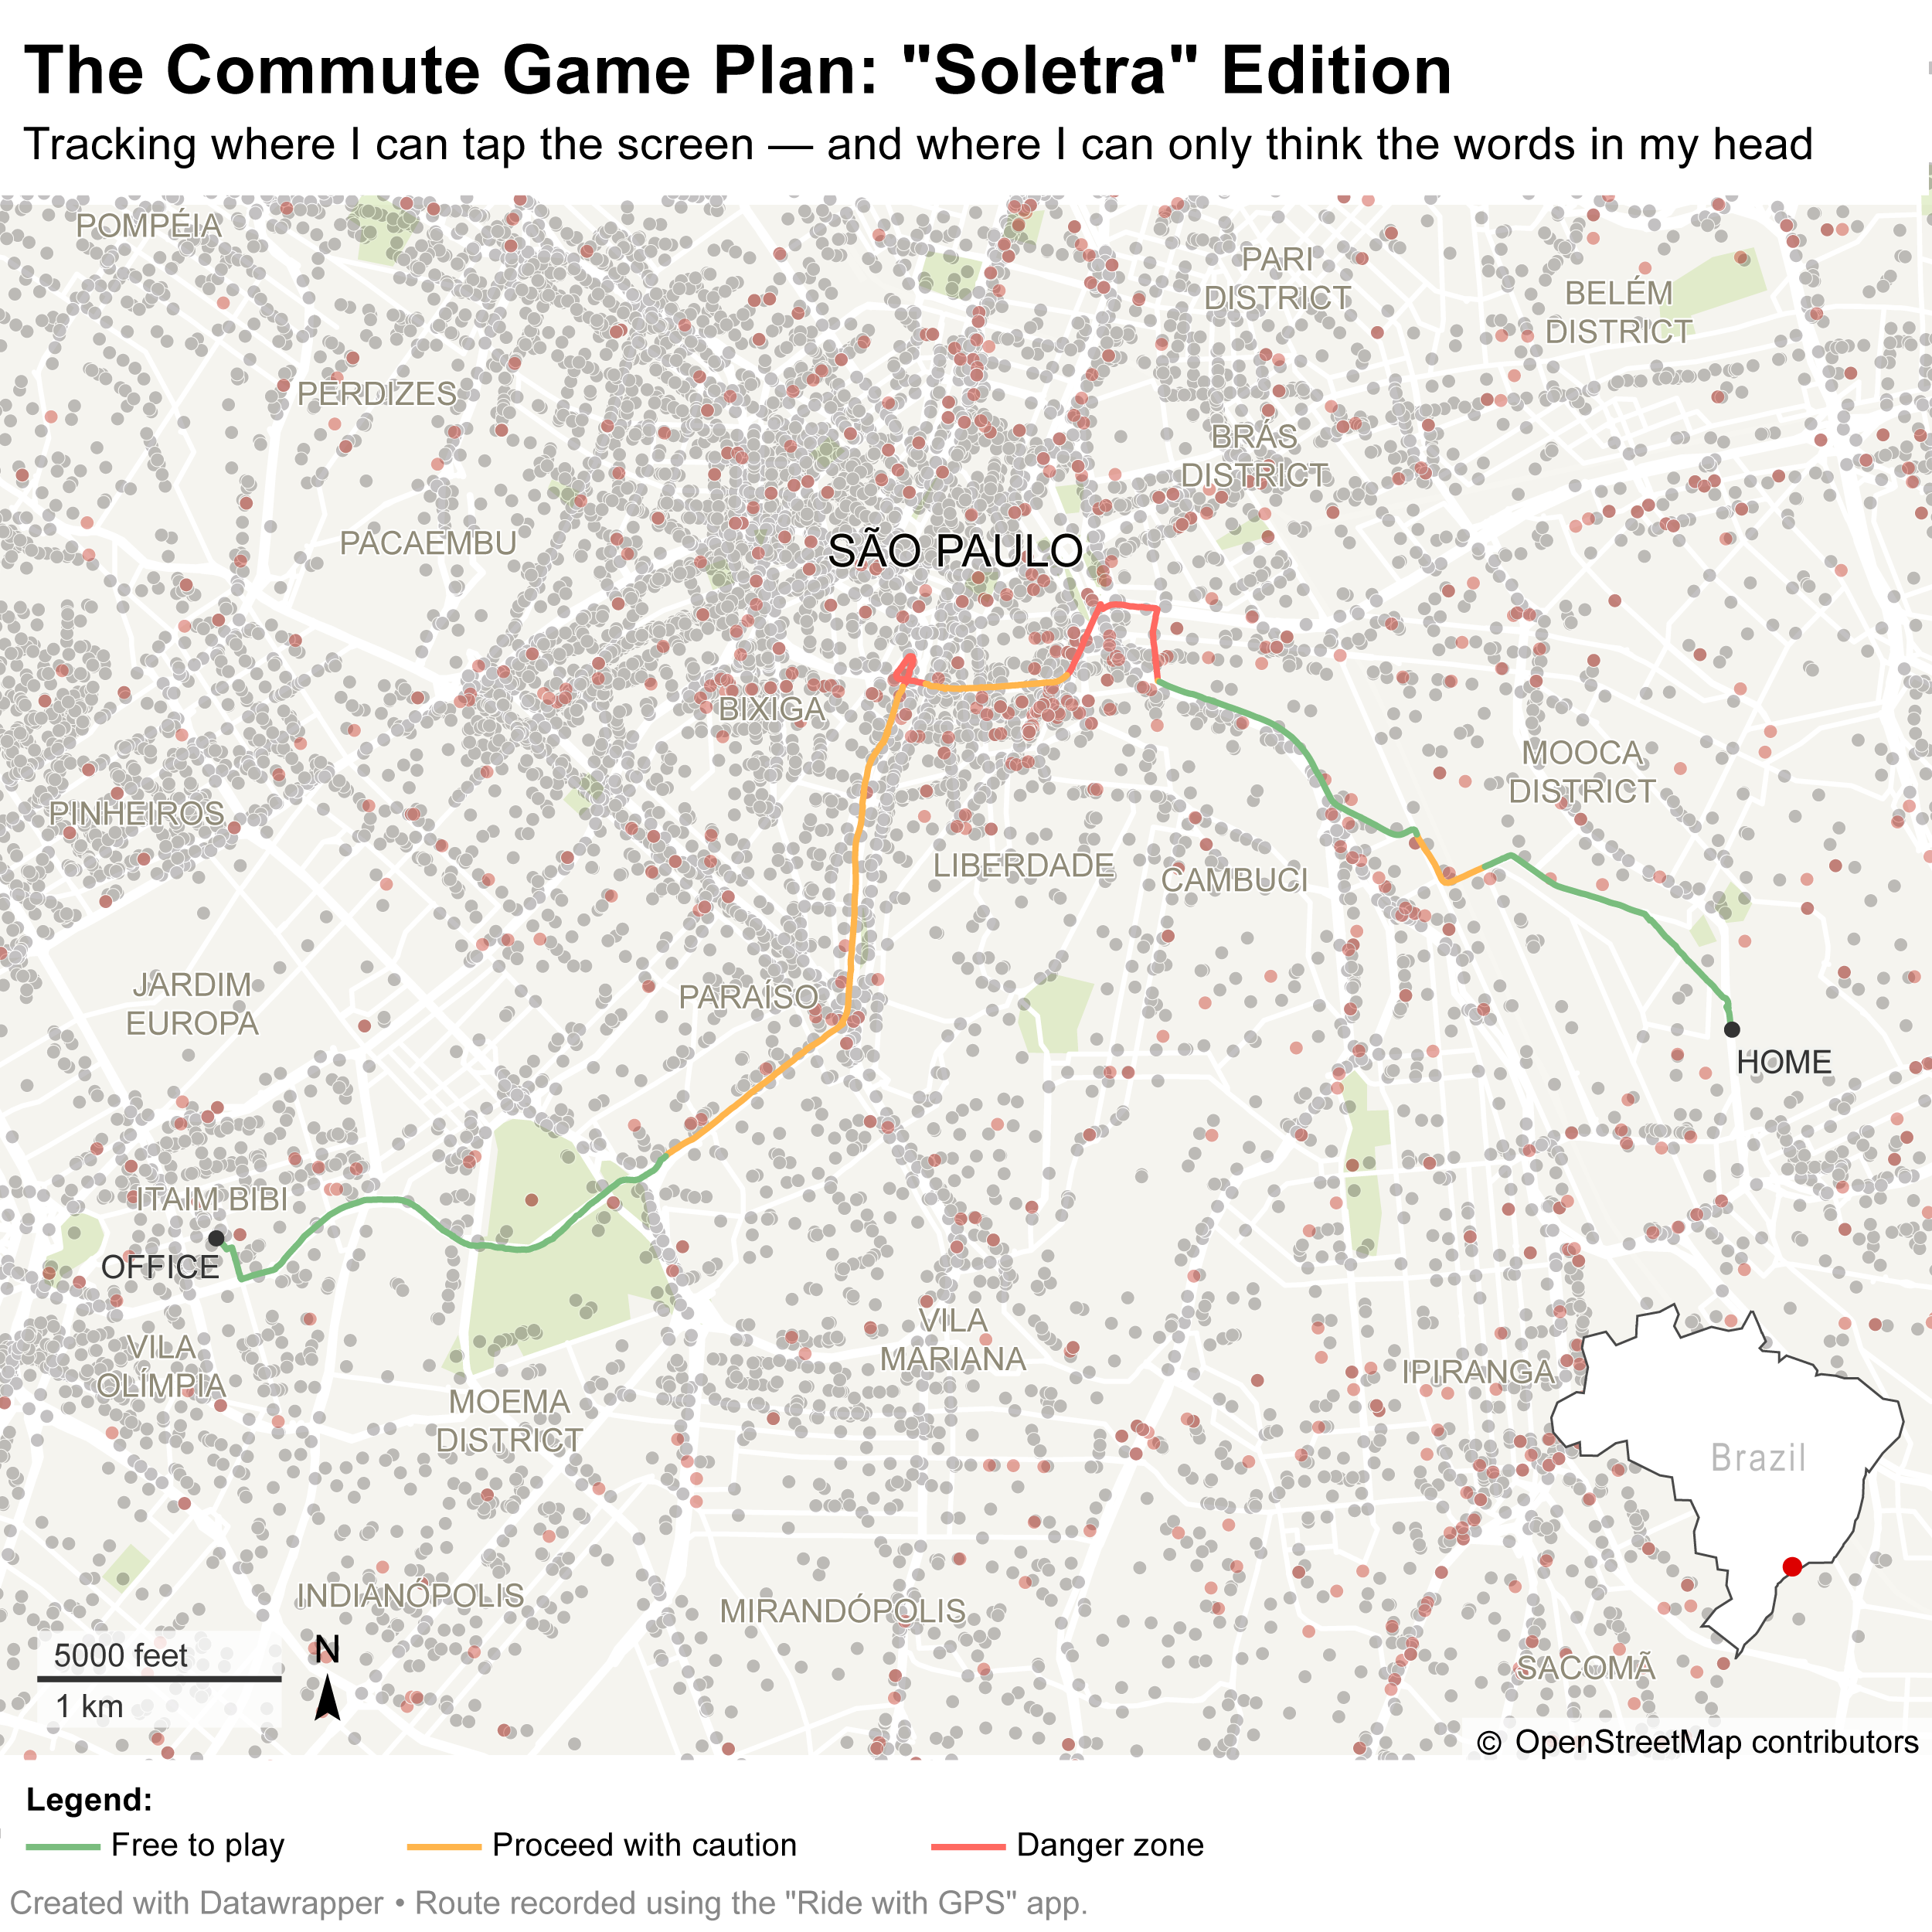 The Commute Game Plan: "Soletra" Edition
Tracking where I can tap the screen — and where I can only think the words in my head
POMPÉIA
PARI
DISTRICT
BELÉM
DISTRICT
PERDIZES
BRÁS
DISTRICT
PACAEMBU
SÃO PAULO
BIXIGA
MOOCA
DISTRICT
PINHEIROS
LIBERDADE
CAMBUCI
JARDIM
EUROPA
PARAÍSO
HOME
ITAIM BIBI
OFFICE
VILA
OLÍMPIA
VILA
MARIANA
IPIRANGA
MOEMA
DISTRICT
Brazil
INDIANÓPOLIS
MIRANDÓPOLIS
SACOMÃ
5000 feet
1 km
N
© OpenStreetMap contributors
Legend:
Free to play
Proceed with caution
Danger zone
Created with Datawrapper • Route recorded using the "Ride with GPS" app.